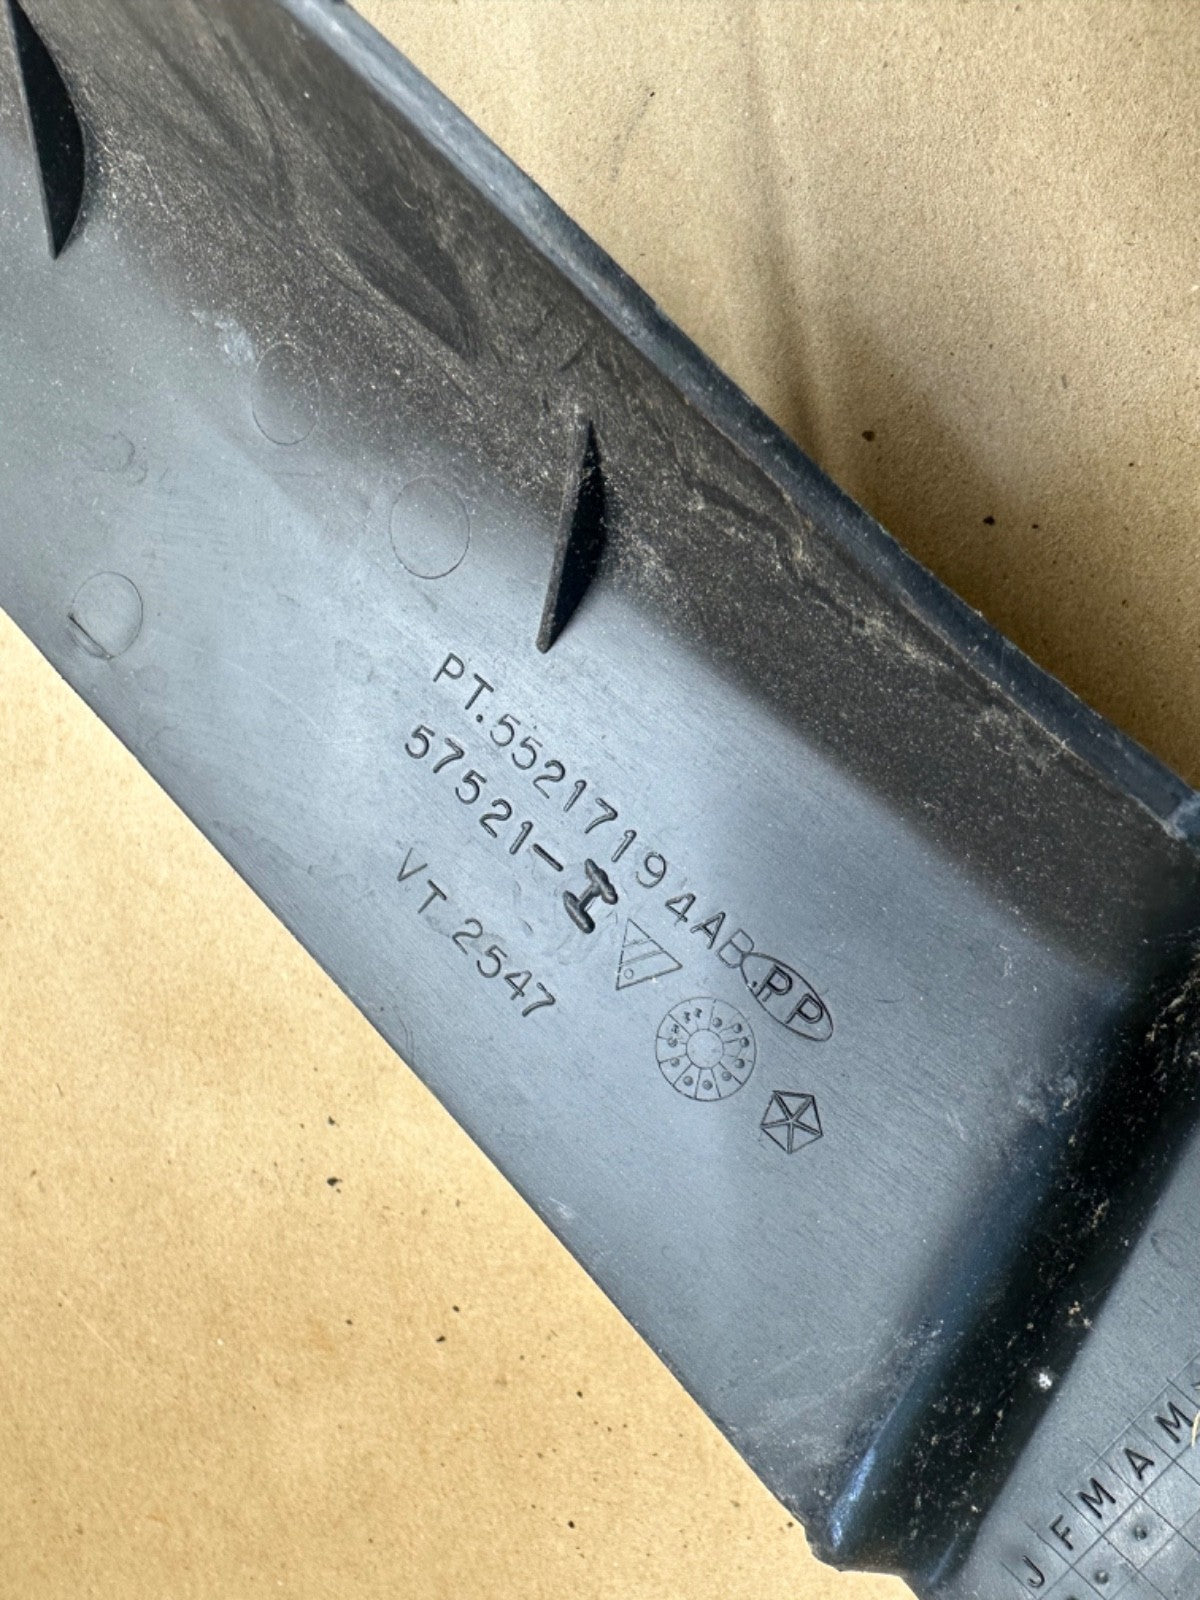 PT.55217194AB
PP
57521-I
VT 2547
J F M A M